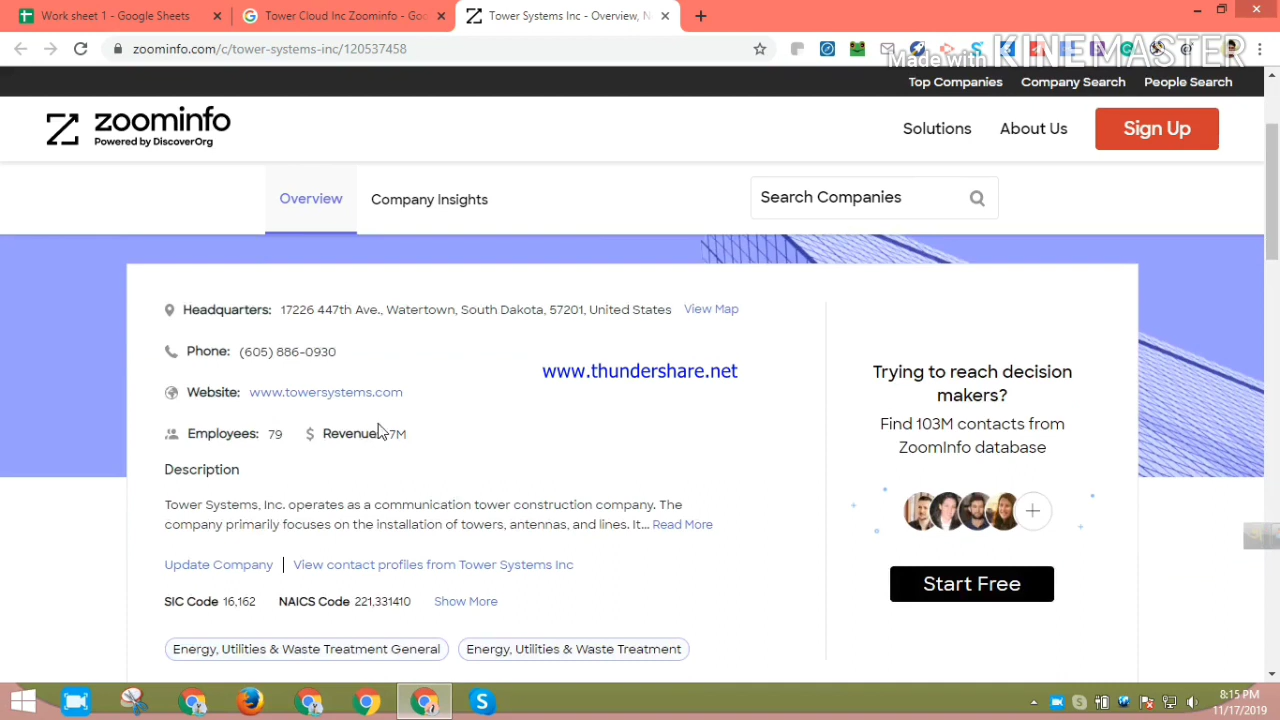 Work sheet 1 - Google Sheets
Tower Cloud Inc Zoominfo - Goo
Tower Systems Inc - Overview, N
zoominfo.com/c/tower-systems-inc/120537458
Made with KINEMASTER
Top Companies Company Search People Search
zoominfo
Powered by DiscoverOrg
Solutions About Us Sign Up
Overview Company Insights Search Companies
Headquarters: 17226 447th Ave., Watertown, South Dakota, 57201, United States View Map
Phone: (605) 886-0930
www.thundershare.net
Website: www.towersystems.com
Employees: 79 $ Revenue 7M
Description
Tower Systems, Inc. operates as a communication tower construction company. The
company primarily focuses on the installation of towers, antennas, and lines. It... Read More
Update Company | View contact profiles from Tower Systems Inc
SIC Code 16,162 NAICS Code 221,331410 Show More
Energy, Utilities & Waste Treatment General Energy, Utilities & Waste Treatment
Trying to reach decision
makers?
Find 103M contacts from
ZoomInfo database
Start Free
8:15 PM
11/17/2019